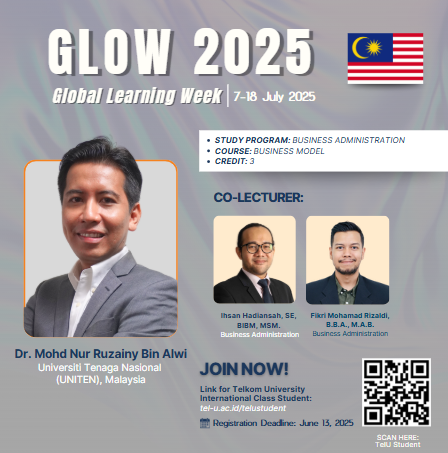 GLOW 2025
Global Learning Week | 7-18 July 2025
• STUDY PROGRAM: BUSINESS ADMINISTRATION
• COURSE: BUSINESS MODEL
• CREDIT: 3
CO-LECTURER:
Ihsan Hadiansah, SE,
BIBM, MSM.
Business Administration
Fikri Mohamad Rizaldi,
B.B.A., M.A.B.
Business Administration
Dr. Mohd Nur Ruzainy Bin Alwi
Universiti Tenaga Nasional
(UNITEN), Malaysia
JOIN NOW!
Link for Telkom University
International Class Student:
tel-u.ac.id/telustudent
Registration Deadline: June 13, 2025
SCAN HERE:
TelU Student